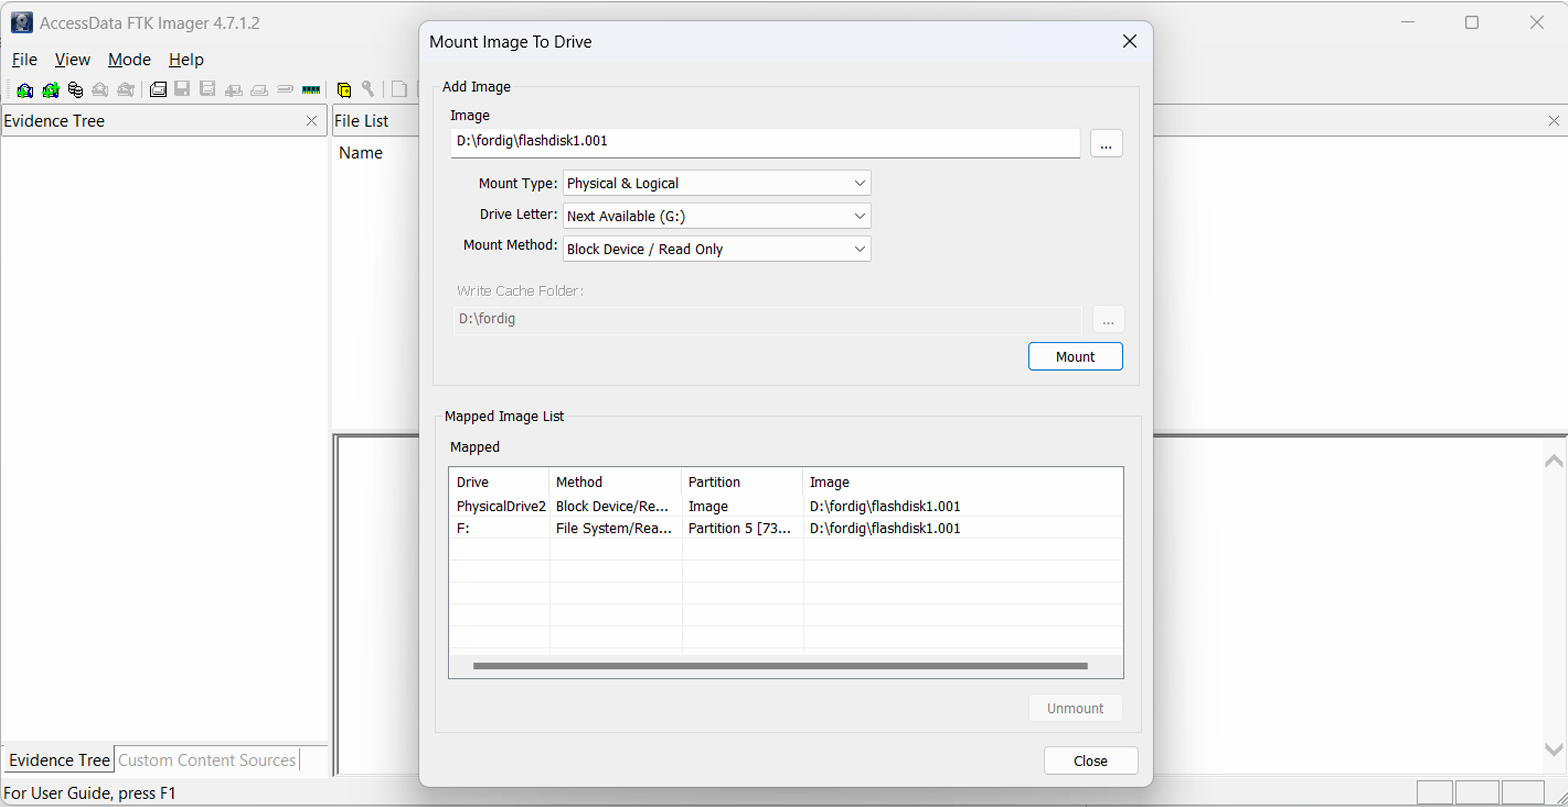 AccessData FTK Imager 4.7.1.2
File View Mode Help
Evidence Tree
File List
Name
Mount Image To Drive
Add Image
Image
D:\fordig\flashdisk1.001
...
Mount Type: Physical & Logical
Drive Letter: Next Available (G:)
Mount Method: Block Device / Read Only
Write Cache Folder:
D:\fordig
...
Mount
Mapped Image List
Mapped
Drive Method Partition Image
PhysicalDrive2 Block Device/Re... Image D:\fordig\flashdisk1.001
F: File System/Rea... Partition 5 [73... D:\fordig\flashdisk1.001
Unmount
Close
Evidence Tree Custom Content Sources
For User Guide, press F1